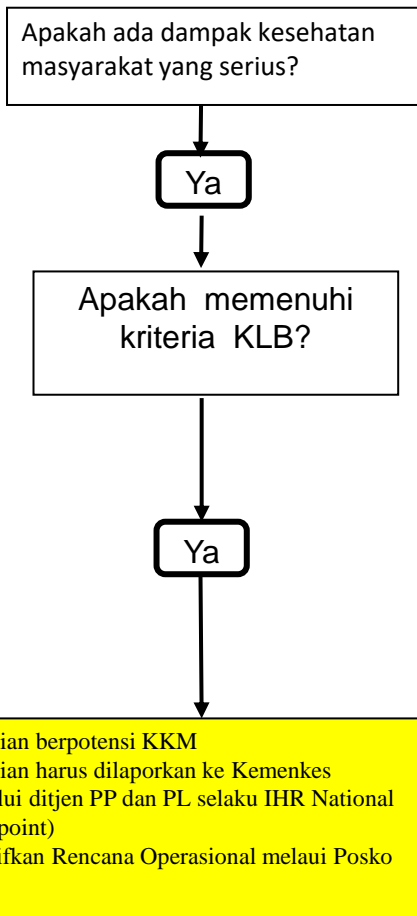 Apakah ada dampak kesehatan
masyarakat yang serius?
Ya
Apakah memenuhi
kriteria KLB?
Ya
berpotensi KKM
harus dilaporkan ke Kemenkes
ditjen PP dan PL selaku IHR National
point)
Rencana Operasional melaui Posko